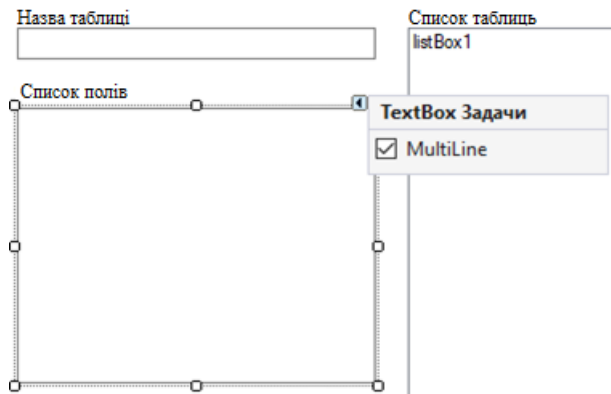 Назва таблиці
Список таблиць
listBox1
Список полів
TextBox Задачи
MultiLine